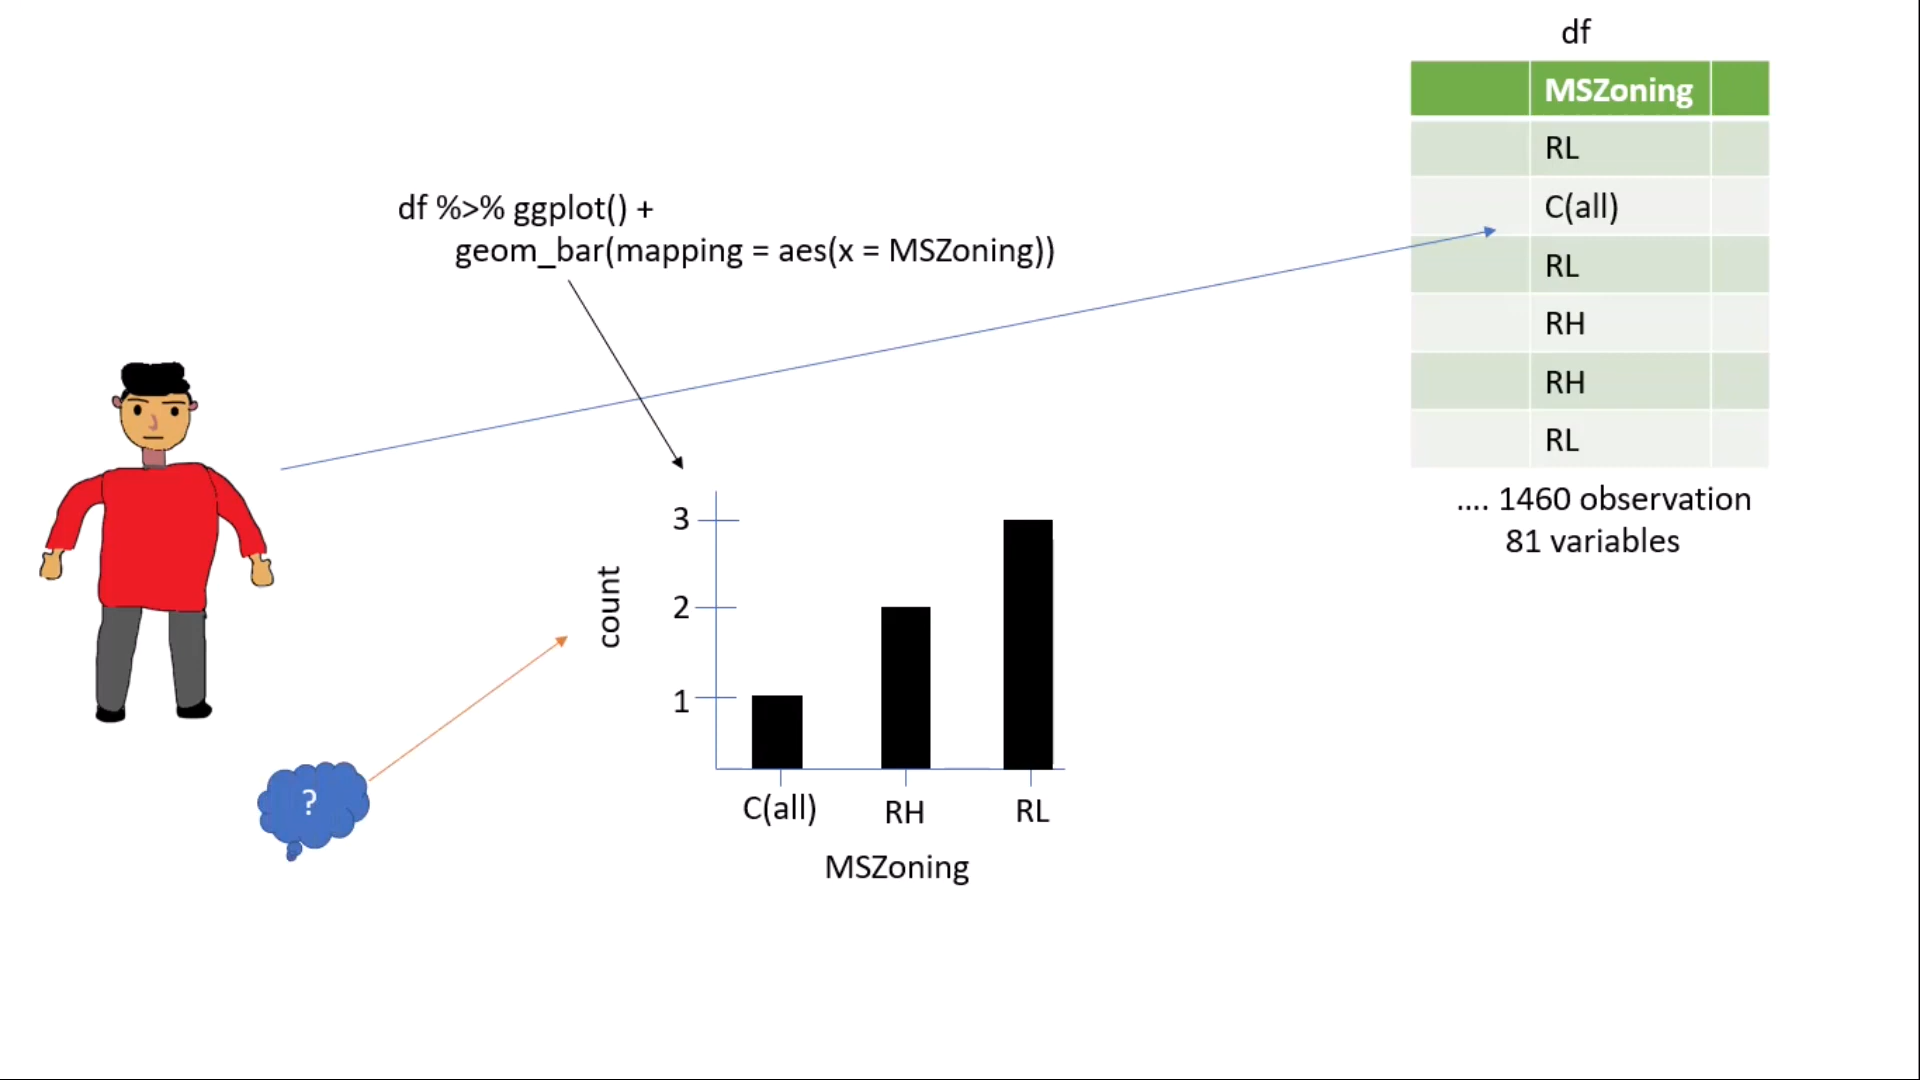 df
MSZoning
RL
C(all)
RL
RH
RH
RL
.... 1460 observation
81 variables
df %>% ggplot() +
geom_bar(mapping = aes(x = MSZoning))
count
3
2
1
C(all)
RH
RL
MSZoning
?